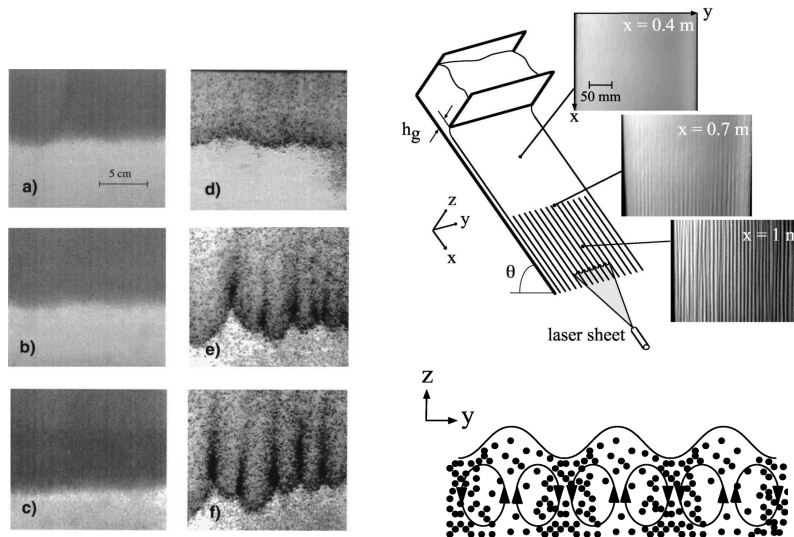 a)
5 cm
b)
c)
d)
e)
f)
y
x = 0.4 m
50 mm
x
x = 0.7 m
x = 1 m
hg
z
y
x
θ
laser sheet
z
y